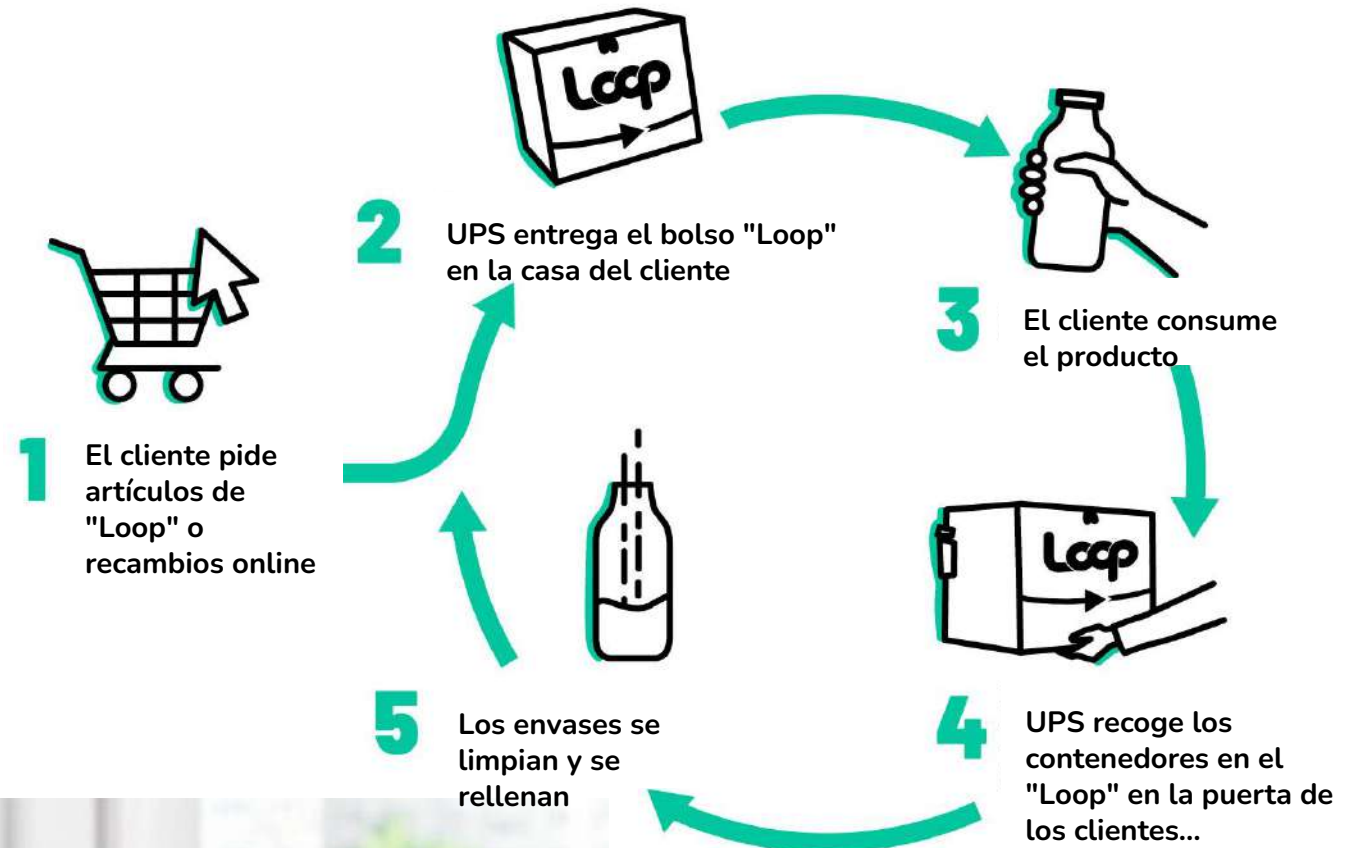 1
El cliente pide
artículos de
"Loop" o
recambios online
Loop
2
UPS entrega el bolso "Loop"
en la casa del cliente
3
El cliente consume
el producto
Loop
4
UPS recoge los
contenedores en el
"Loop" en la puerta de
los clientes...
5
Los envases se
limpian y se
rellenan